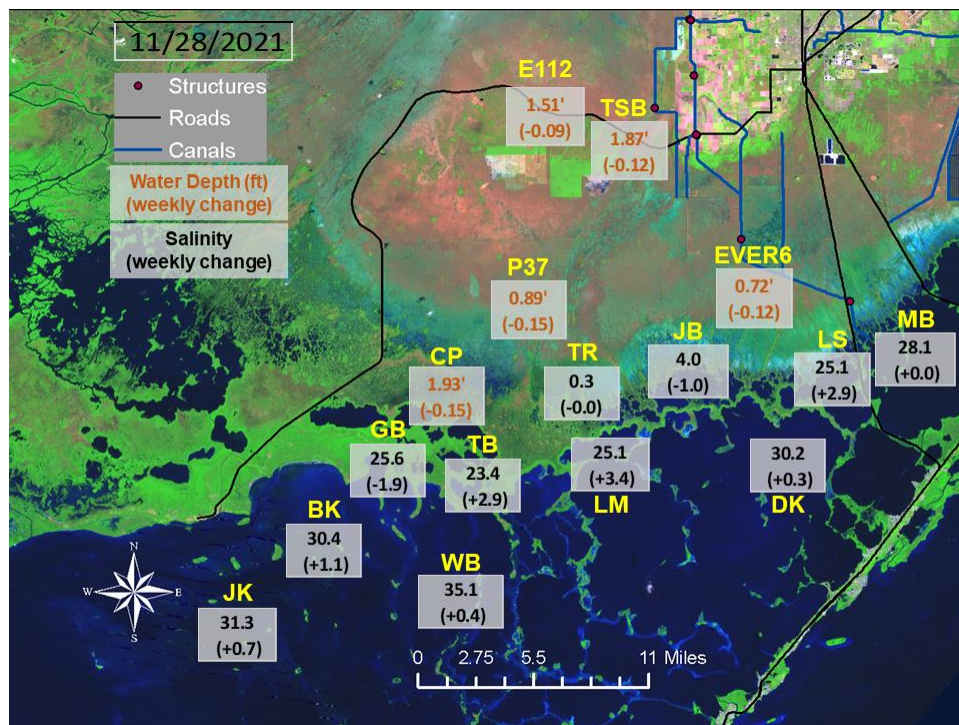 11/28/2021
Structures
Roads
Canals
Water Depth (ft)
(weekly change)
Salinity
(weekly change)
E112
1.51'
(-0.09)
TSB
1.87'
(-0.12)
P37
0.89'
(-0.15)
EVER6
0.72'
(-0.12)
CP
1.93'
(-0.15)
TR
0.3
(-0.0)
JB
4.0
(-1.0)
LS
25.1
(+2.9)
MB
28.1
(+0.0)
GB
25.6
(-1.9)
TB
23.4
(+2.9)
25.1
(+3.4)
LM
30.2
(+0.3)
DK
BK
30.4
(+1.1)
WB
35.1
(+0.4)
JK
31.3
(+0.7)
N
W E
S
0 2.75 5.5 11 Miles